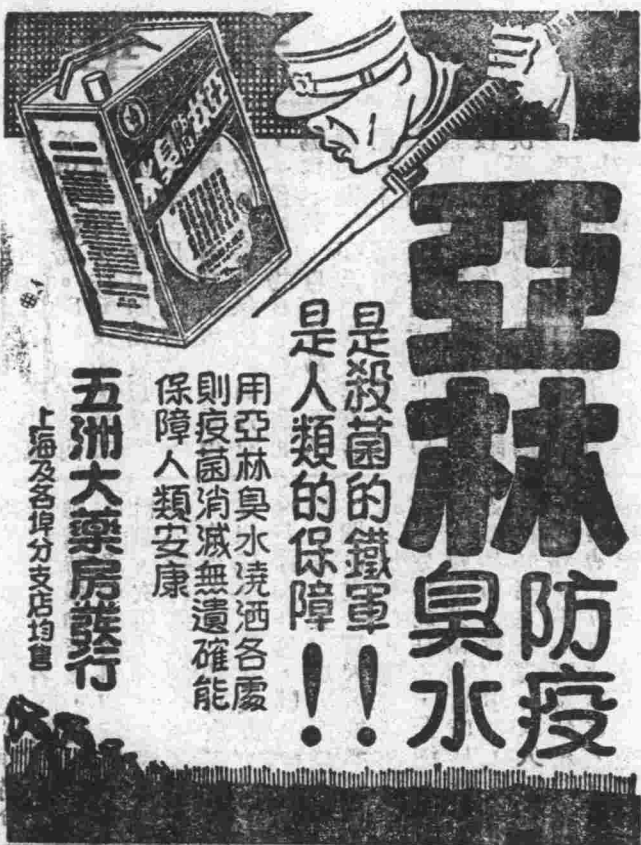 亞林
防疫
臭水
是殺菌的鐵軍!
是人類的保障!
用亞林臭水澆洒各處
則疫菌消滅無遺確能
保障人類安康
五洲大藥房發行
上海及各埠分支店均售